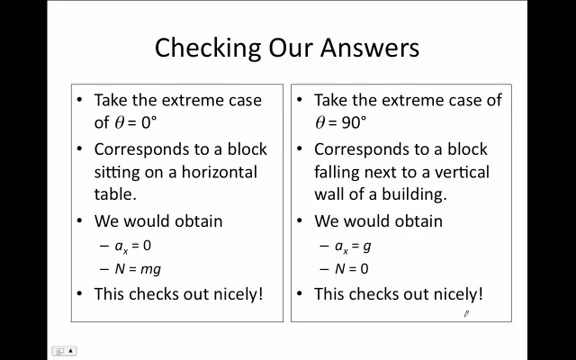 Checking Our Answers
• Take the extreme case
of θ = 0°
• Corresponds to a block
sitting on a horizontal
table.
• We would obtain
– aₓ = 0
– N = mg
• This checks out nicely!
• Take the extreme case of
θ = 90°
• Corresponds to a block
falling next to a vertical
wall of a building.
• We would obtain
– aₓ = g
– N = 0
• This checks out nicely!